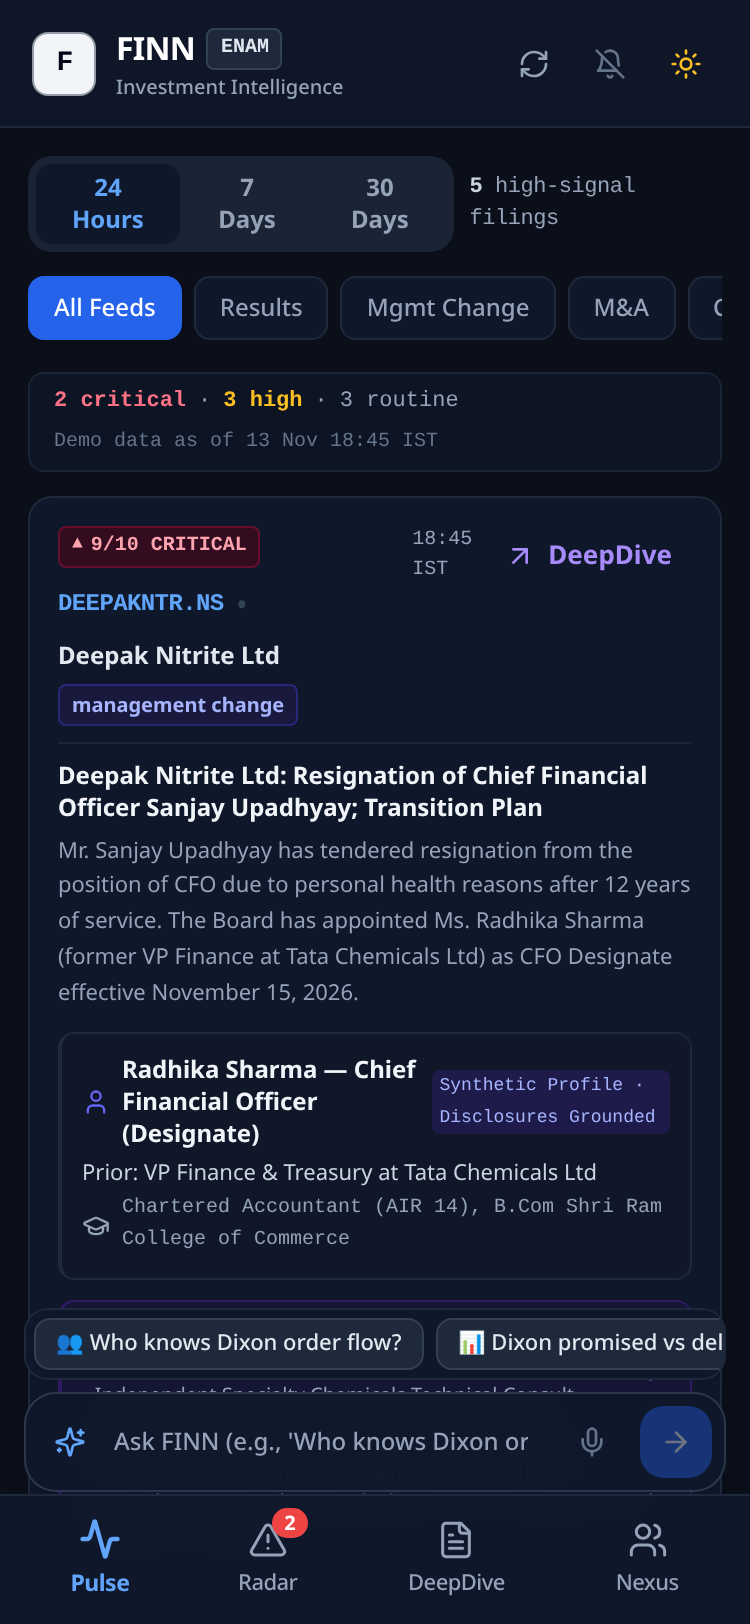 F
FINN
ENAM
Investment Intelligence
24 Hours
7 Days
30 Days
5 high-signal
filings
All Feeds
Results
Mgmt Change
M&A
2 critical · 3 high · 3 routine
Demo data as of 13 Nov 18:45 IST
▲ 9/10 CRITICAL
18:45
IST
DeepDive
DEEPAKNTR.NS
Deepak Nitrite Ltd
management change
Deepak Nitrite Ltd: Resignation of Chief Financial
Officer Sanjay Upadhyay; Transition Plan
Mr. Sanjay Upadhyay has tendered resignation from the
position of CFO due to personal health reasons after 12 years
of service. The Board has appointed Ms. Radhika Sharma
(former VP Finance at Tata Chemicals Ltd) as CFO Designate
effective November 15, 2026.
Radhika Sharma — Chief
Financial Officer
(Designate)
Synthetic Profile ·
Disclosures Grounded
Prior: VP Finance & Treasury at Tata Chemicals Ltd
Chartered Accountant (AIR 14), B.Com Shri Ram
College of Commerce
👥 Who knows Dixon order flow?
📊 Dixon promised vs del
Independent Specialty Chemicals Technical Consult
Ask FINN (e.g., 'Who knows Dixon or
Pulse
2
Radar
DeepDive
Nexus